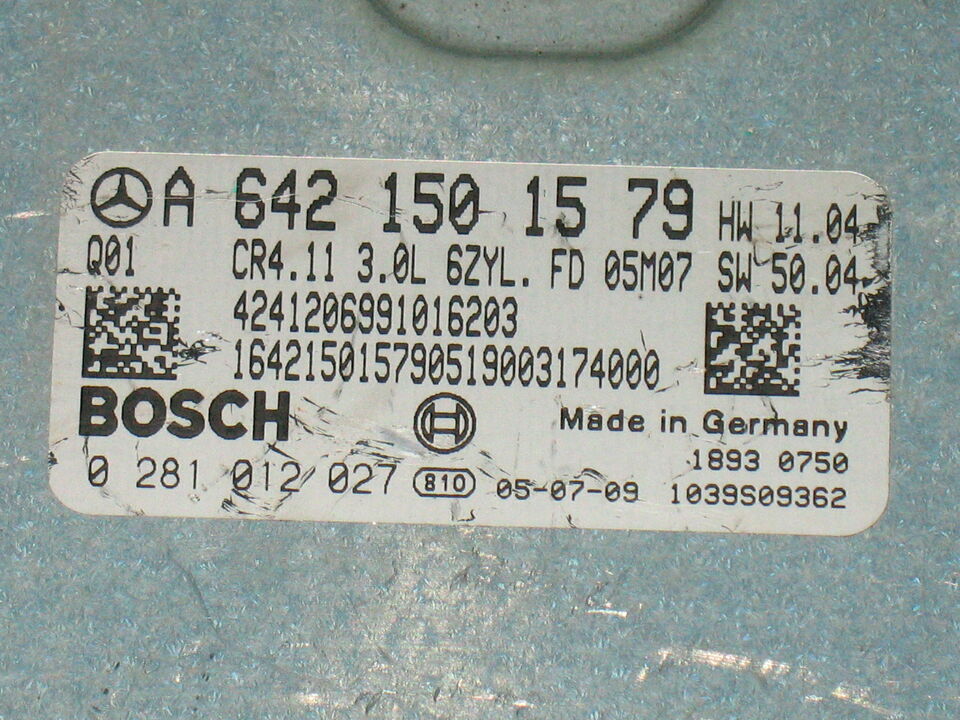 A 642 150 15 79 HW 11.04
Q01 CR4.11 3.0L 6ZYL. FD 05M07 SW 50.04
4241206991016203
164215015790519003174000
BOSCH Made in Germany
1893 0750
0 281 012 027 810 05-07-09 1039S09362